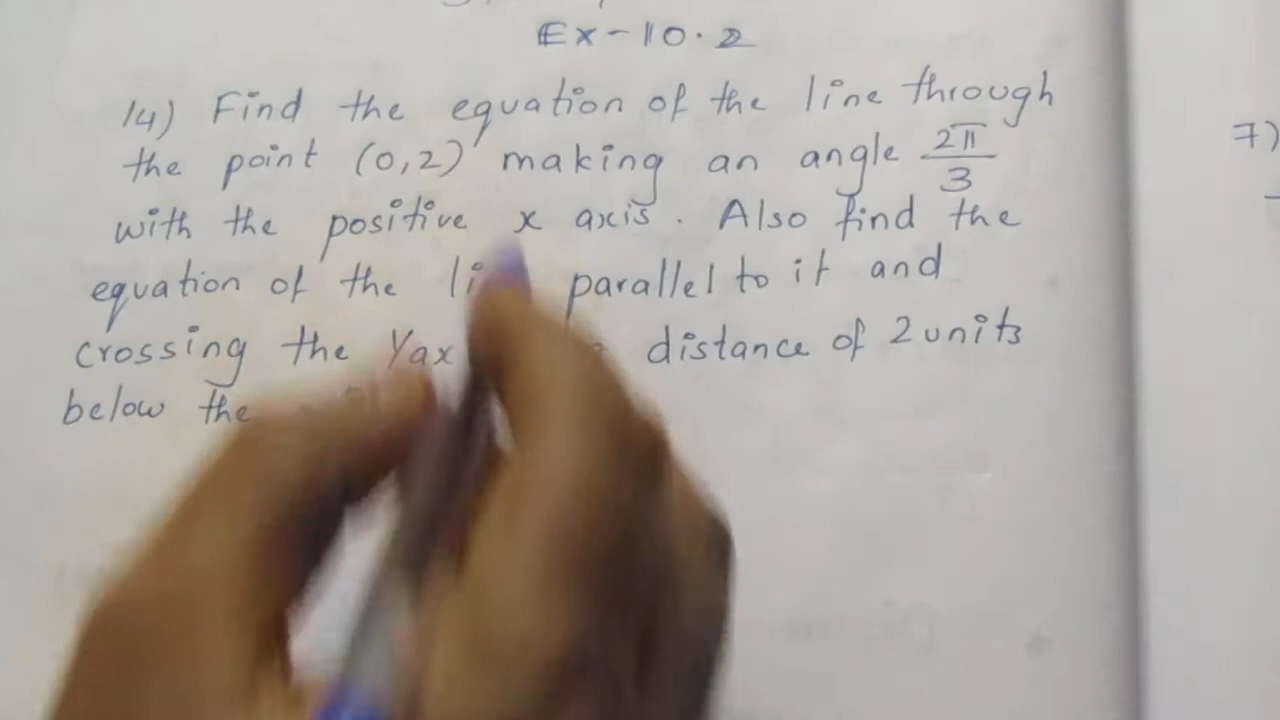 Ex-10.2
14) Find the equation of the line through
the point (0,2) making an angle 2π/3
with the positive x axis. Also find the
equation of the parallel to it and
crossing the distance of 2 units
below the
7)